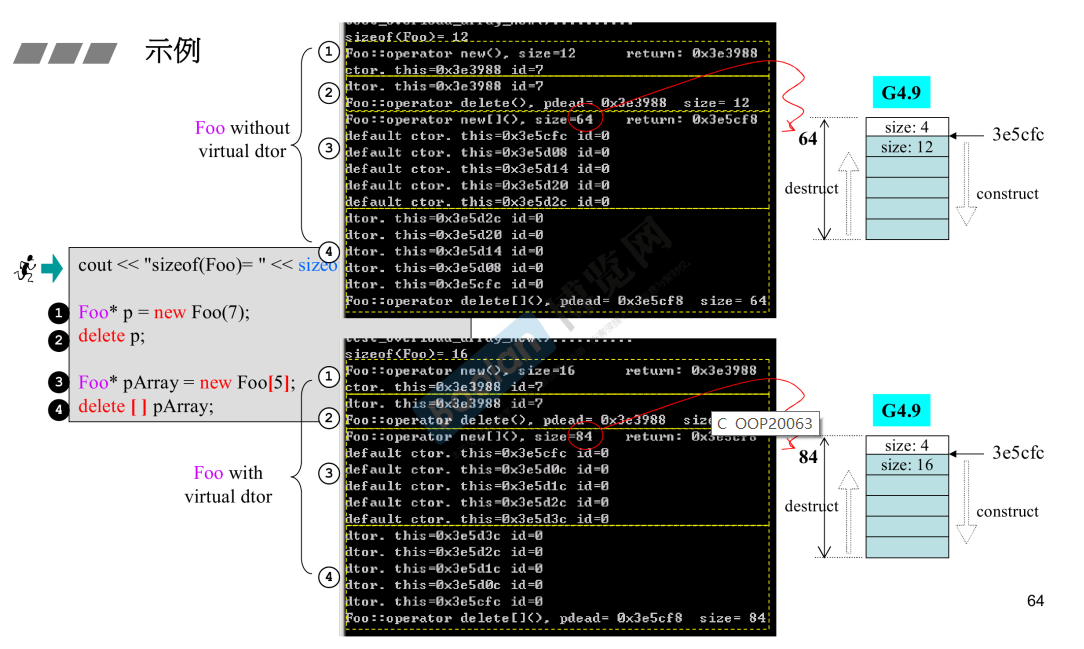 示例
sizeof(Foo)= 12
Foo::operator new(), size=12 return: 0x3e3988
ctor. this=0x3e3988 id=7
dtor. this=0x3e3988 id=7
Foo::operator delete(), pdead= 0x3e3988 size= 12
Foo::operator new[](), size=64 return: 0x3e5cf8
default ctor. this=0x3e5cfc id=0
default ctor. this=0x3e5d08 id=0
default ctor. this=0x3e5d14 id=0
default ctor. this=0x3e5d20 id=0
default ctor. this=0x3e5d2c id=0
dtor. this=0x3e5d2c id=0
dtor. this=0x3e5d20 id=0
dtor. this=0x3e5d14 id=0
dtor. this=0x3e5d08 id=0
dtor. this=0x3e5cfc id=0
Foo::operator delete[](), pdead= 0x3e5cf8 size= 64
1
2
3
4
Foo without
virtual dtor
G4.9
64
size: 4
size: 12
3e5cfc
destruct
construct
cout << "sizeof(Foo)= " << sizeo
1 Foo* p = new Foo(7);
2 delete p;
3 Foo* pArray = new Foo[5];
4 delete [ ] pArray;
test_overload_array_new()..........
sizeof(Foo)= 16
Foo::operator new(), size=16 return: 0x3e3988
ctor. this=0x3e3988 id=7
dtor. this=0x3e3988 id=7
Foo::operator delete(), pdead= 0x3e3988
Foo::operator new[](), size=84 return: 0x3e5cf8
default ctor. this=0x3e5cfc id=0
default ctor. this=0x3e5d0c id=0
default ctor. this=0x3e5d1c id=0
default ctor. this=0x3e5d2c id=0
default ctor. this=0x3e5d3c id=0
dtor. this=0x3e5d3c id=0
dtor. this=0x3e5d2c id=0
dtor. this=0x3e5d1c id=0
dtor. this=0x3e5d0c id=0
dtor. this=0x3e5cfc id=0
Foo::operator delete[](), pdead= 0x3e5cf8 size= 84
1
2
3
4
Foo with
virtual dtor
C OOP20063
G4.9
84
size: 4
size: 16
3e5cfc
destruct
construct
boolan
博览网
64